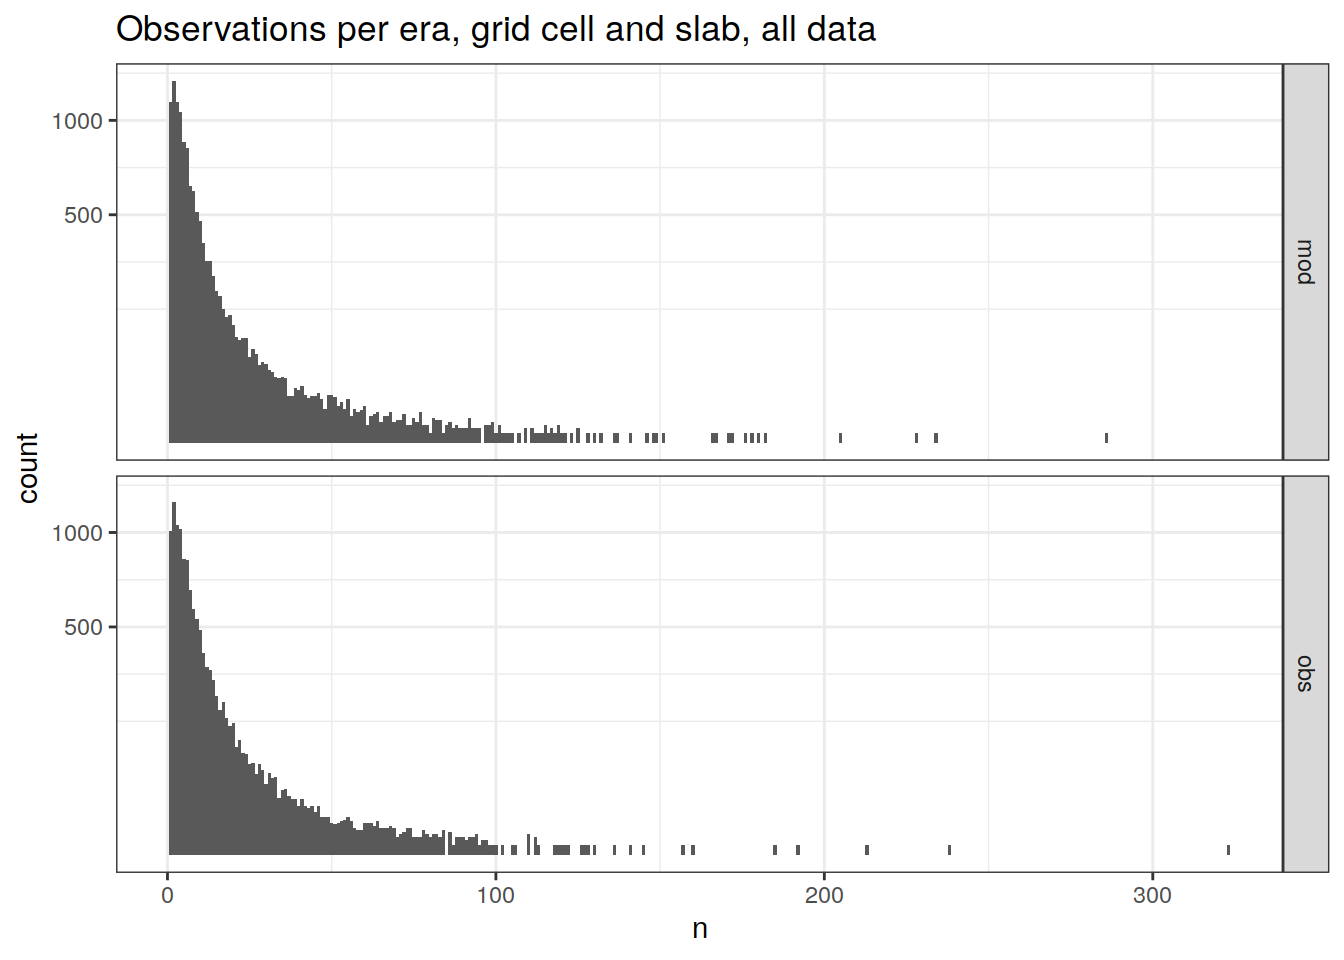 Observations per era, grid cell and slab, all data
count
1000
500
mod
1000
500
obs
0
100
200
300
n